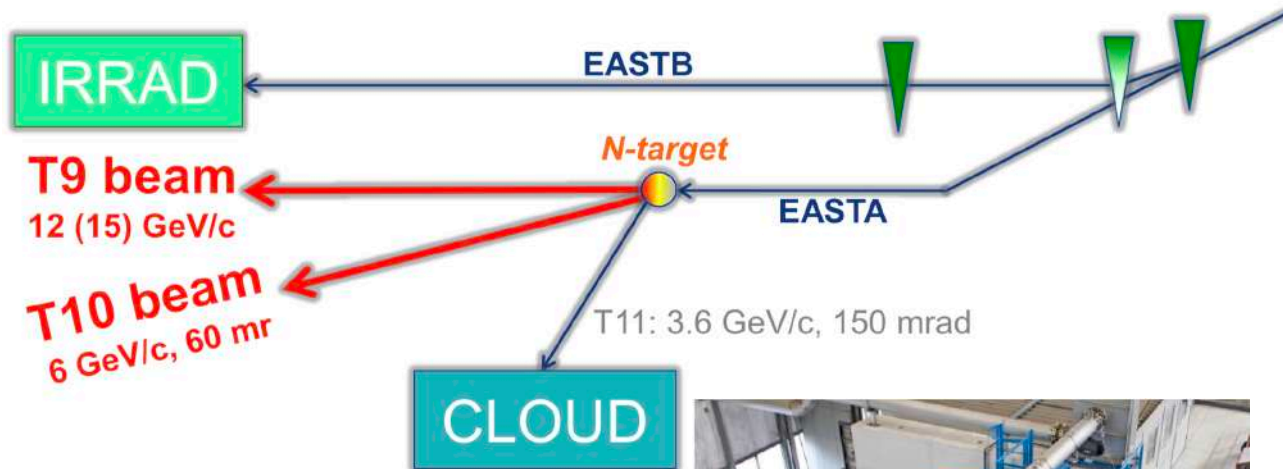 IRRAD
EASTB
N-target
T9 beam
12 (15) GeV/c
EASTA
T10 beam
6 GeV/c, 60 mr
T11: 3.6 GeV/c, 150 mrad
CLOUD